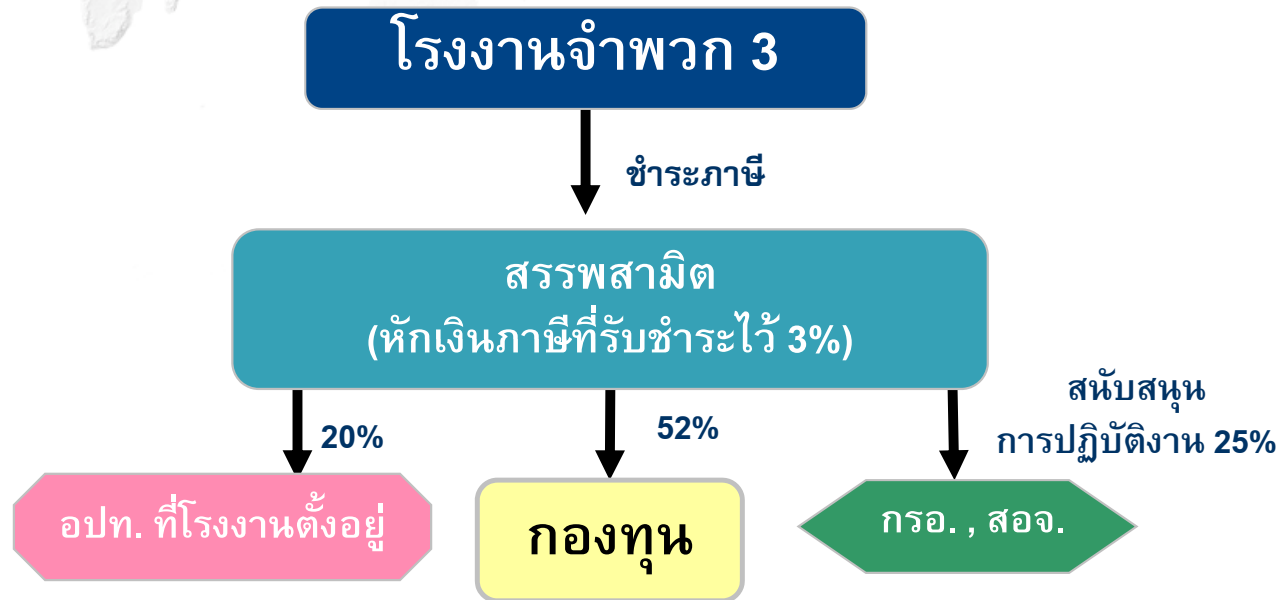 โรงงานจำพวก 3
ชำระภาษี
สรรพสามิต
(หักเงินภาษีที่รับชำระไว้ 3%)
20%
52%
สนับสนุน
การปฏิบัติงาน 25%
อปท. ที่โรงงานตั้งอยู่
กองทุน
กรอ. , สอจ.